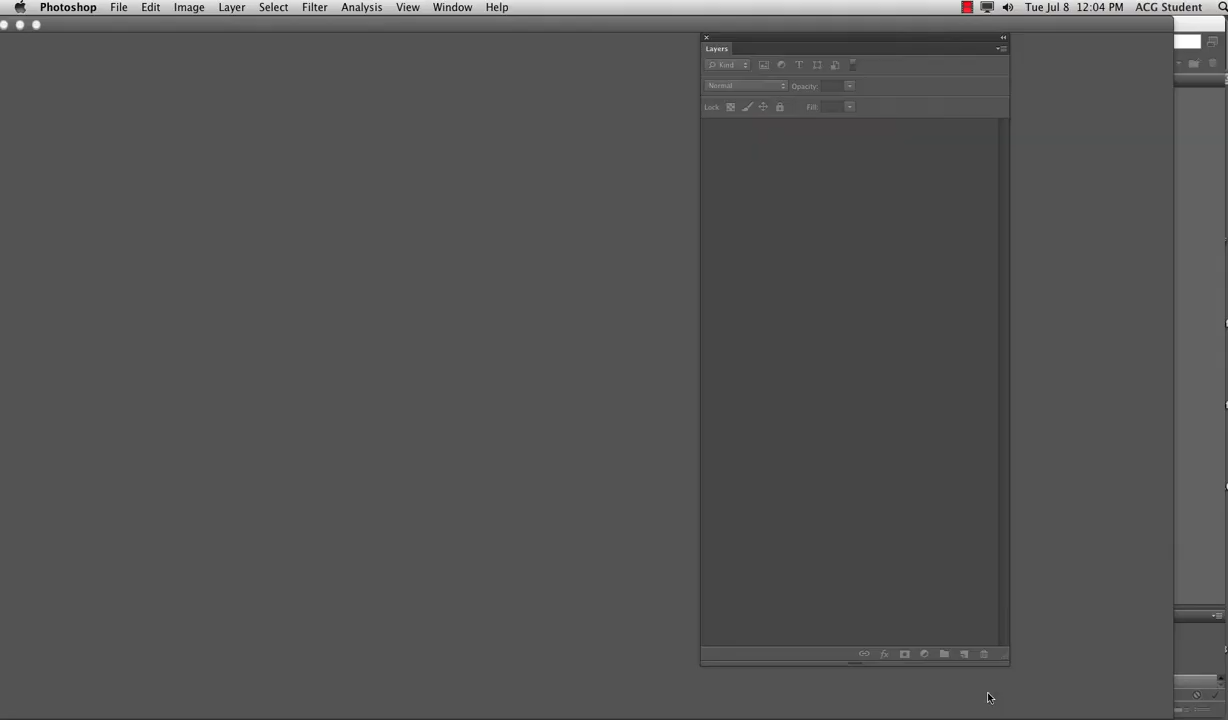 Photoshop File Edit Image Layer Select Filter Analysis View Window Help Tue Jul 8 12:04 PM ACG Student
Layers
Kind
Normal Opacity:
Lock: Fill: